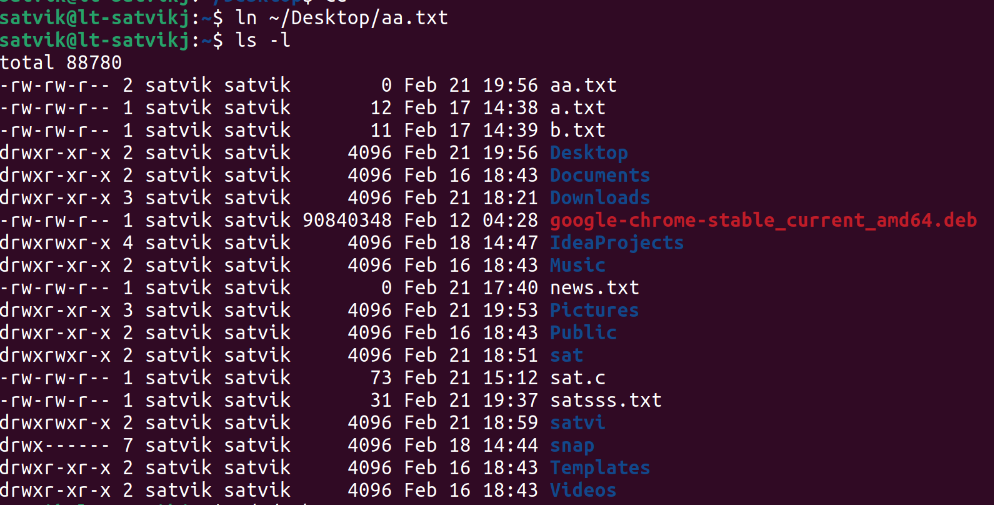 satvik@lt-satvikj:~$ ln ~/Desktop/aa.txt
satvik@lt-satvikj:~$ ls -l
total 88780
-rw-rw-r-- 2 satvik satvik        0 Feb 21 19:56 aa.txt
-rw-rw-r-- 1 satvik satvik       12 Feb 17 14:38 a.txt
-rw-rw-r-- 1 satvik satvik       11 Feb 17 14:39 b.txt
drwxr-xr-x 2 satvik satvik     4096 Feb 21 19:56 Desktop
drwxr-xr-x 2 satvik satvik     4096 Feb 16 18:43 Documents
drwxr-xr-x 3 satvik satvik     4096 Feb 21 18:21 Downloads
-rw-rw-r-- 1 satvik satvik 90840348 Feb 12 04:28 google-chrome-stable_current_amd64.deb
drwxrwxr-x 4 satvik satvik     4096 Feb 18 14:47 IdeaProjects
drwxr-xr-x 2 satvik satvik     4096 Feb 16 18:43 Music
-rw-rw-r-- 1 satvik satvik        0 Feb 21 17:40 news.txt
drwxr-xr-x 3 satvik satvik     4096 Feb 21 19:53 Pictures
drwxr-xr-x 2 satvik satvik     4096 Feb 16 18:43 Public
drwxrwxr-x 2 satvik satvik     4096 Feb 21 18:51 sat
-rw-rw-r-- 1 satvik satvik       73 Feb 21 15:12 sat.c
-rw-rw-r-- 1 satvik satvik       31 Feb 21 19:37 satsss.txt
drwxrwxr-x 2 satvik satvik     4096 Feb 21 18:59 satvi
drwx------ 7 satvik satvik     4096 Feb 18 14:44 snap
drwxr-xr-x 2 satvik satvik     4096 Feb 16 18:43 Templates
drwxr-xr-x 2 satvik satvik     4096 Feb 16 18:43 Videos